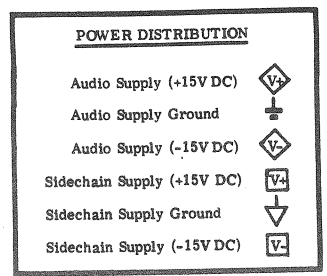 POWER DISTRIBUTION
Audio Supply (+15V DC) V+
Audio Supply Ground
Audio Supply (-15V DC) V-
Sidechain Supply (+15V DC) V+
Sidechain Supply Ground
Sidechain Supply (-15V DC) V-